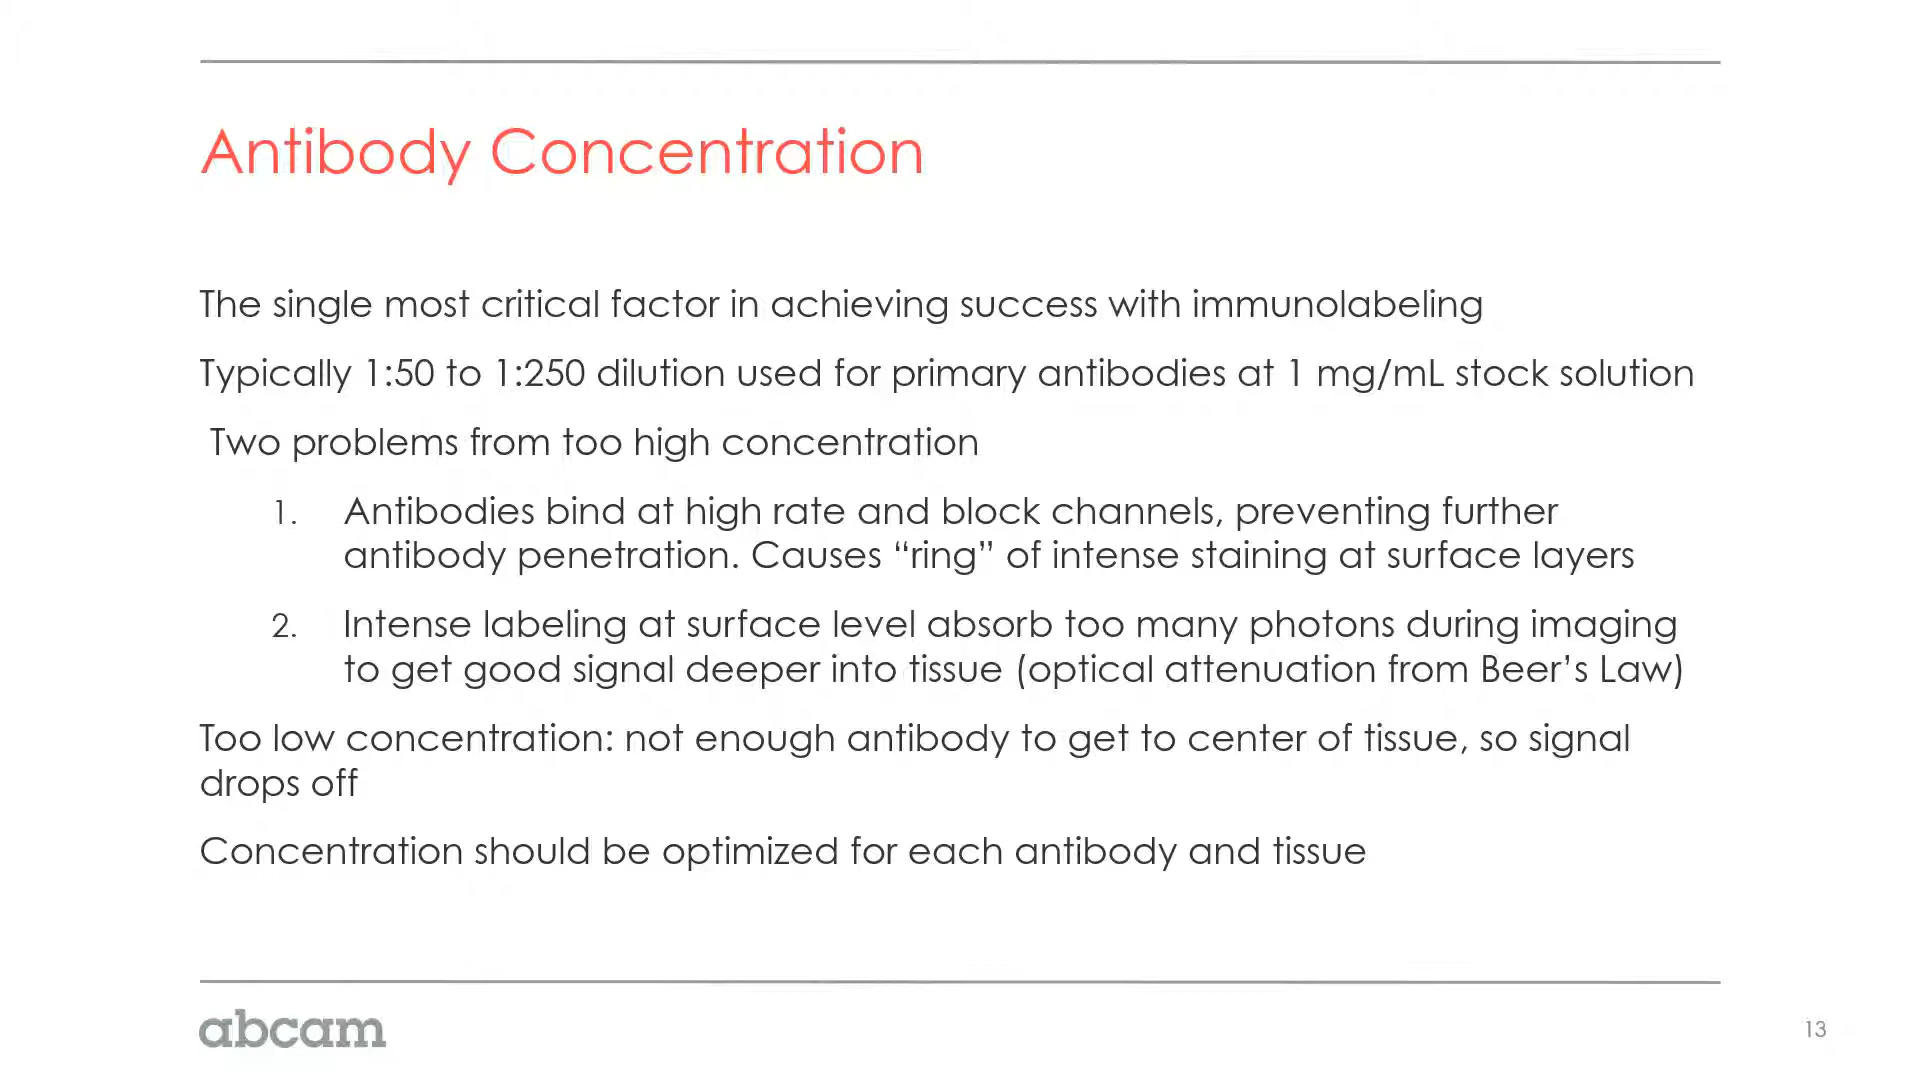 Antibody Concentration
The single most critical factor in achieving success with immunolabeling
Typically 1:50 to 1:250 dilution used for primary antibodies at 1 mg/mL stock solution
Two problems from too high concentration
1. Antibodies bind at high rate and block channels, preventing further
antibody penetration. Causes “ring” of intense staining at surface layers
2. Intense labeling at surface level absorb too many photons during imaging
to get good signal deeper into tissue (optical attenuation from Beer’s Law)
Too low concentration: not enough antibody to get to center of tissue, so signal
drops off
Concentration should be optimized for each antibody and tissue
abcam
13